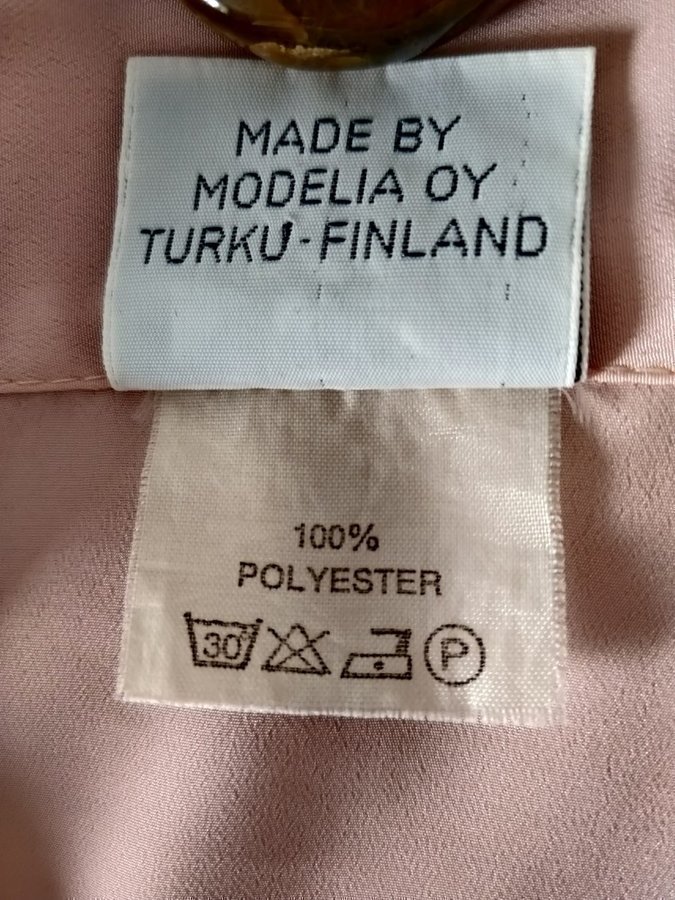 MADE BY
MODELIA OY
TURKU-FINLAND
100%
POLYESTER
30° P